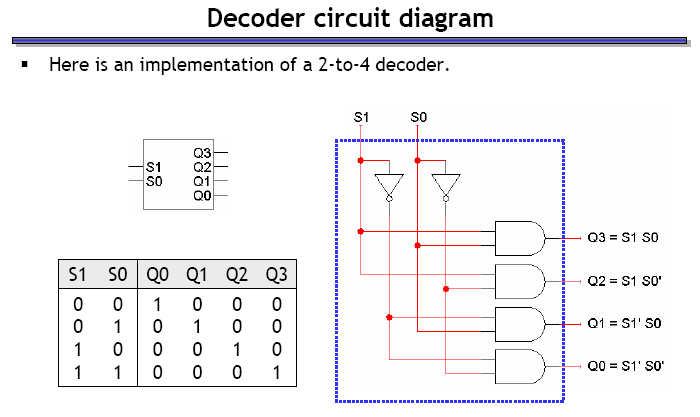 Decoder circuit diagram
▪ Here is an implementation of a 2-to-4 decoder.
S1 S0
Q3
S1 Q2
S0 Q1
Q0
Q3 = S1 S0
Q2 = S1 S0'
Q1 = S1' S0
Q0 = S1' S0'
S1 S0 Q0 Q1 Q2 Q3
0 0 1 0 0 0
0 1 0 1 0 0
1 0 0 0 1 0
1 1 0 0 0 1